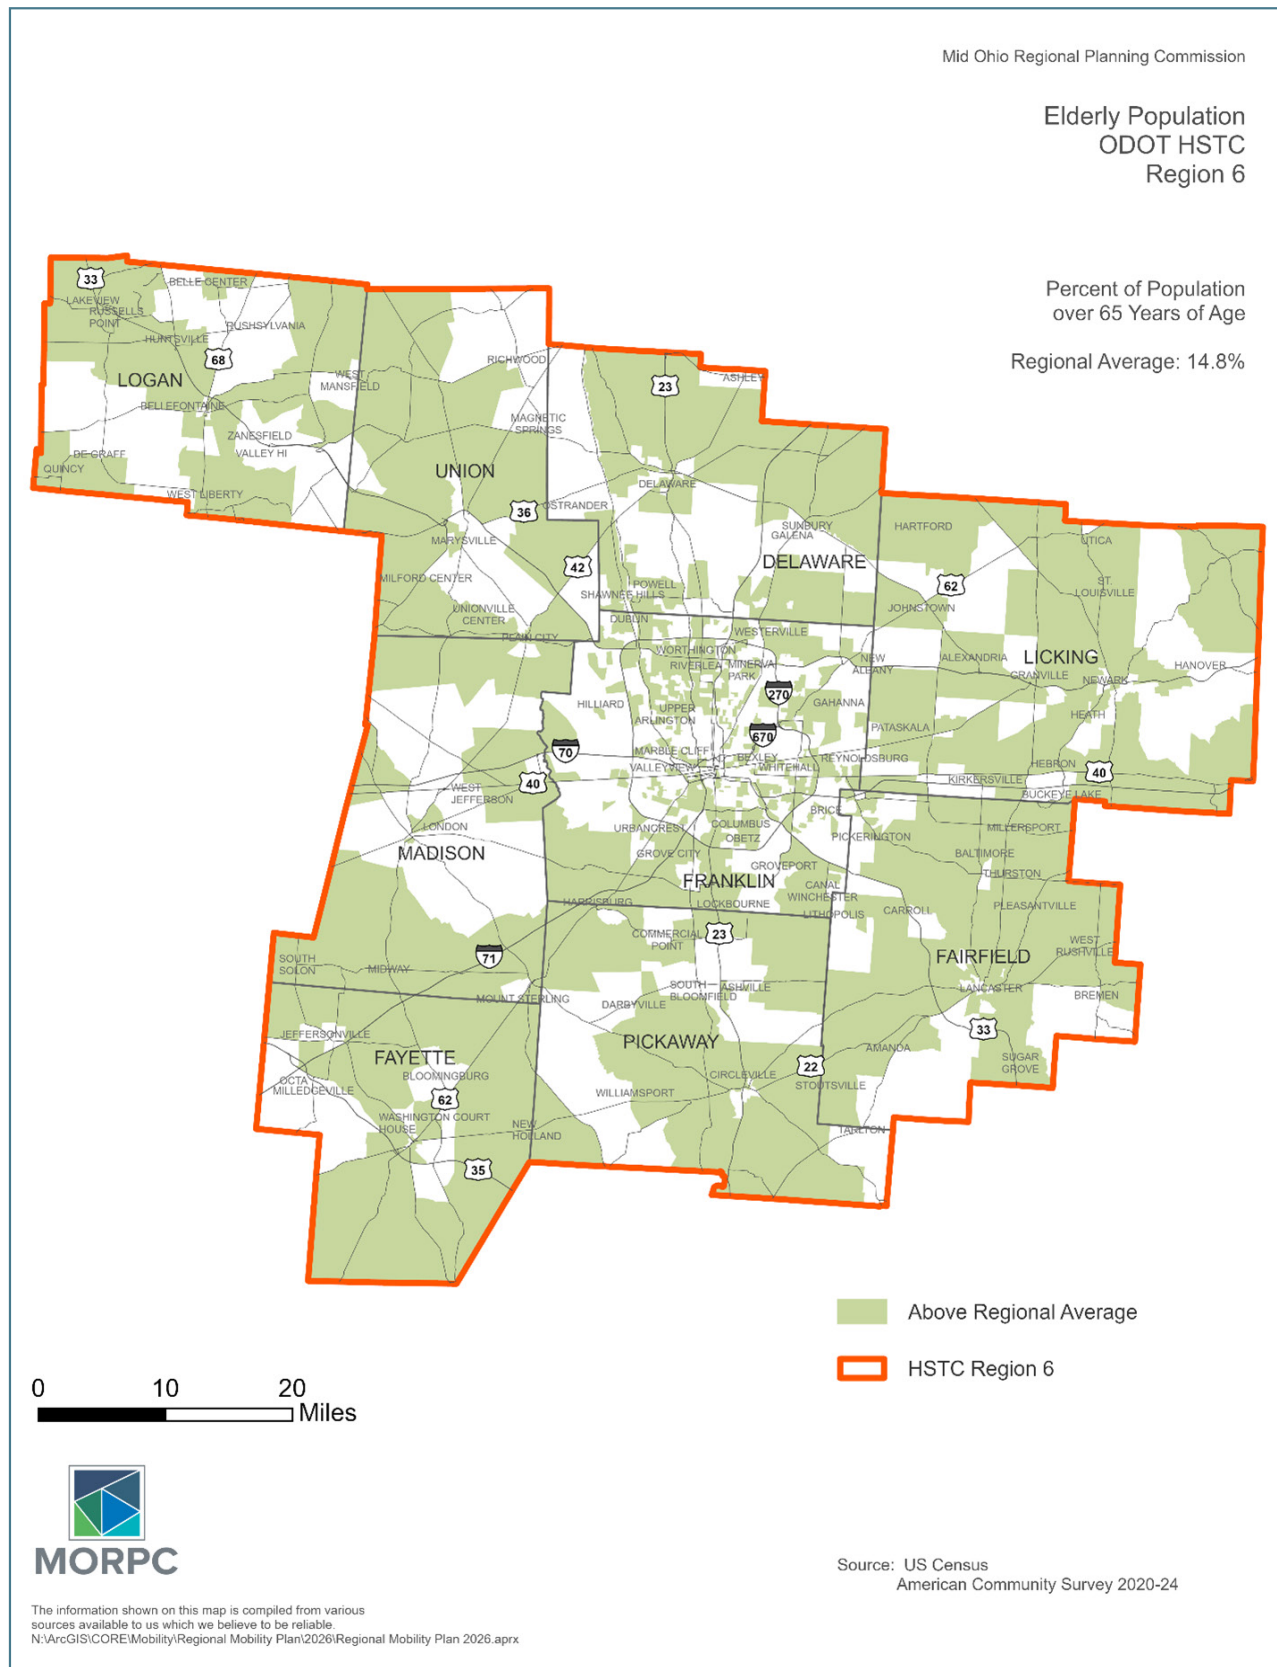 Mid Ohio Regional Planning Commission
Elderly Population
ODOT HSTC
Region 6
Percent of Population
over 65 Years of Age
Regional Average: 14.8%
33
BELLE CENTER
LAKEVIEW
RUSSELLS
POINT
RUSHSYLVANIA
HUNTSVILLE
68
LOGAN
WEST
MANSFIELD
BELLEFONTAINE
ZANESFIELD
VALLEY HI
DE GRAFF
QUINCY
WEST LIBERTY
RICHWOOD
MAGNETIC
SPRINGS
UNION
36
MARYSVILLE
42
MILFORD CENTER
UNIONVILLE
CENTER
PLAIN CITY
23
ASHLEY
DELAWARE
OSTRANDER
SUNBURY
GALENA
DELAWARE
POWELL
SHAWNEE HILLS
HARTFORD
UTICA
62
ST.
LOUISVILLE
JOHNSTOWN
ALEXANDRIA
LICKING
HANOVER
GRANVILLE
NEWARK
HEATH
PATASKALA
HEBRON
40
KIRKERSVILLE
BUCKEYE LAKE
DUBLIN
WESTERVILLE
WORTHINGTON
RIVERLEA
MINERVA
PARK
NEW
ALBANY
270
HILLIARD
GAHANNA
UPPER
ARLINGTON
670
70
MARBLE CLIFF
BEXLEY
REYNOLDSBURG
VALLEYVIEW
WHITEHALL
BRICE
URBANCREST
COLUMBUS
OBETZ
GROVE CITY
GROVEPORT
FRANKLIN
CANAL
WINCHESTER
HARRISBURG
LOCKBOURNE
LITHOPOLIS
40
WEST
JEFFERSON
LONDON
MADISON
71
SOUTH
SOLON
MIDWAY
MOUNT STERLING
PICKERINGTON
MILLERSPORT
BALTIMORE
THURSTON
CARROLL
PLEASANTVILLE
WEST
RUSHVILLE
FAIRFIELD
LANCASTER
BREMEN
33
AMANDA
SUGAR
GROVE
STOUTSVILLE
TARLTON
COMMERCIAL
POINT
23
SOUTH
BLOOMFIELD
ASHVILLE
DARBYVILLE
PICKAWAY
22
CIRCLEVILLE
WILLIAMSPORT
NEW
HOLLAND
JEFFERSONVILLE
FAYETTE
BLOOMINGBURG
OCTA
MILLEDGEVILLE
62
WASHINGTON COURT
HOUSE
35
Above Regional Average
HSTC Region 6
0 10 20
Miles
MORPC
Source: US Census
American Community Survey 2020-24
The information shown on this map is compiled from various
sources available to us which we believe to be reliable.
N:\ArcGIS\CORE\Mobility\Regional Mobility Plan\2026\Regional Mobility Plan 2026.aprx